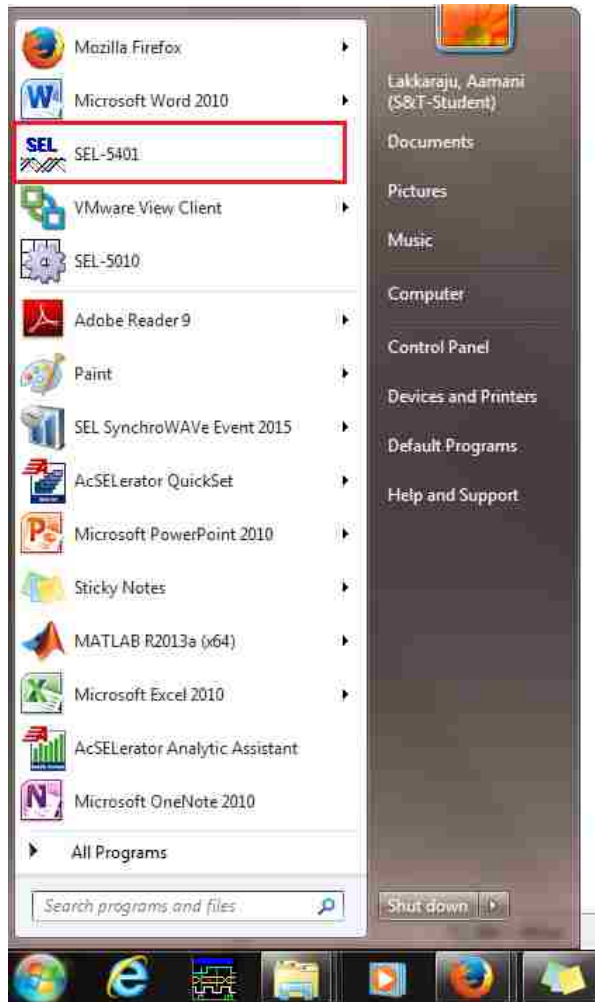 Mozilla Firefox
Microsoft Word 2010
SEL
SEL-5401
VMware View Client
SEL-5010
Adobe Reader 9
Paint
SEL SynchroWAVe Event 2015
AcSELerator QuickSet
Microsoft PowerPoint 2010
Sticky Notes
MATLAB R2013a (x64)
Microsoft Excel 2010
AcSELerator Analytic Assistant
Microsoft OneNote 2010
All Programs
Search programs and files
Lakkaraju, Aamani
(S&T-Student)
Documents
Pictures
Music
Computer
Control Panel
Devices and Printers
Default Programs
Help and Support
Shut down